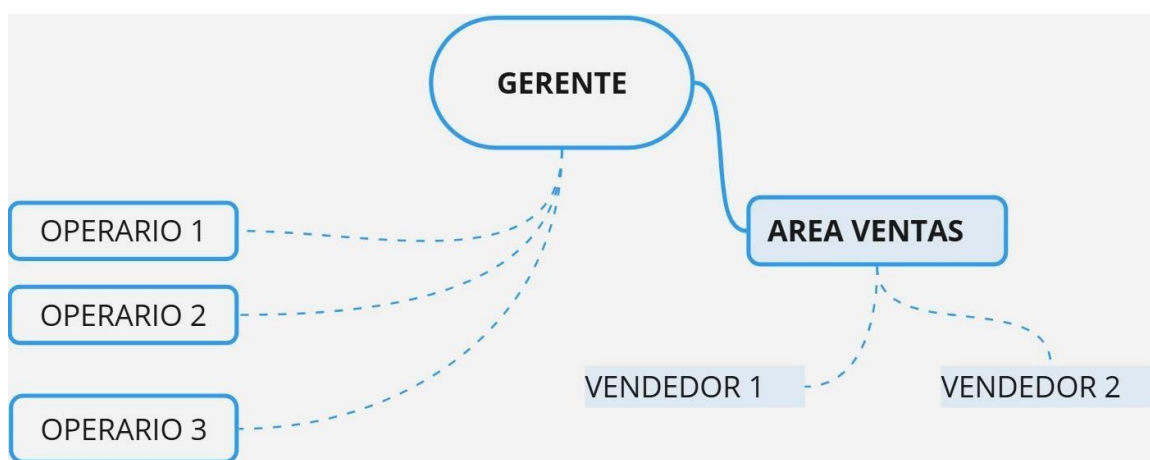 GERENTE
OPERARIO 1
AREA VENTAS
OPERARIO 2
VENDEDOR 1
VENDEDOR 2
OPERARIO 3